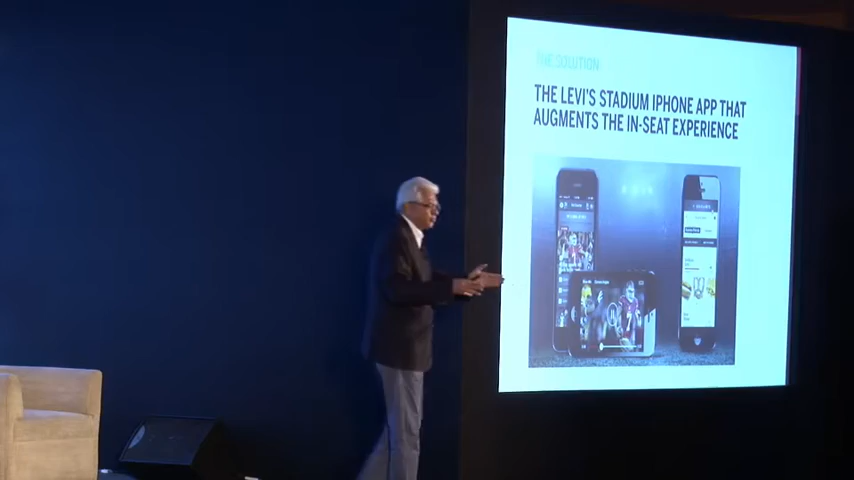 THE SOLUTION
THE LEVI'S STADIUM IPHONE APP THAT
AUGMENTS THE IN-SEAT EXPERIENCE